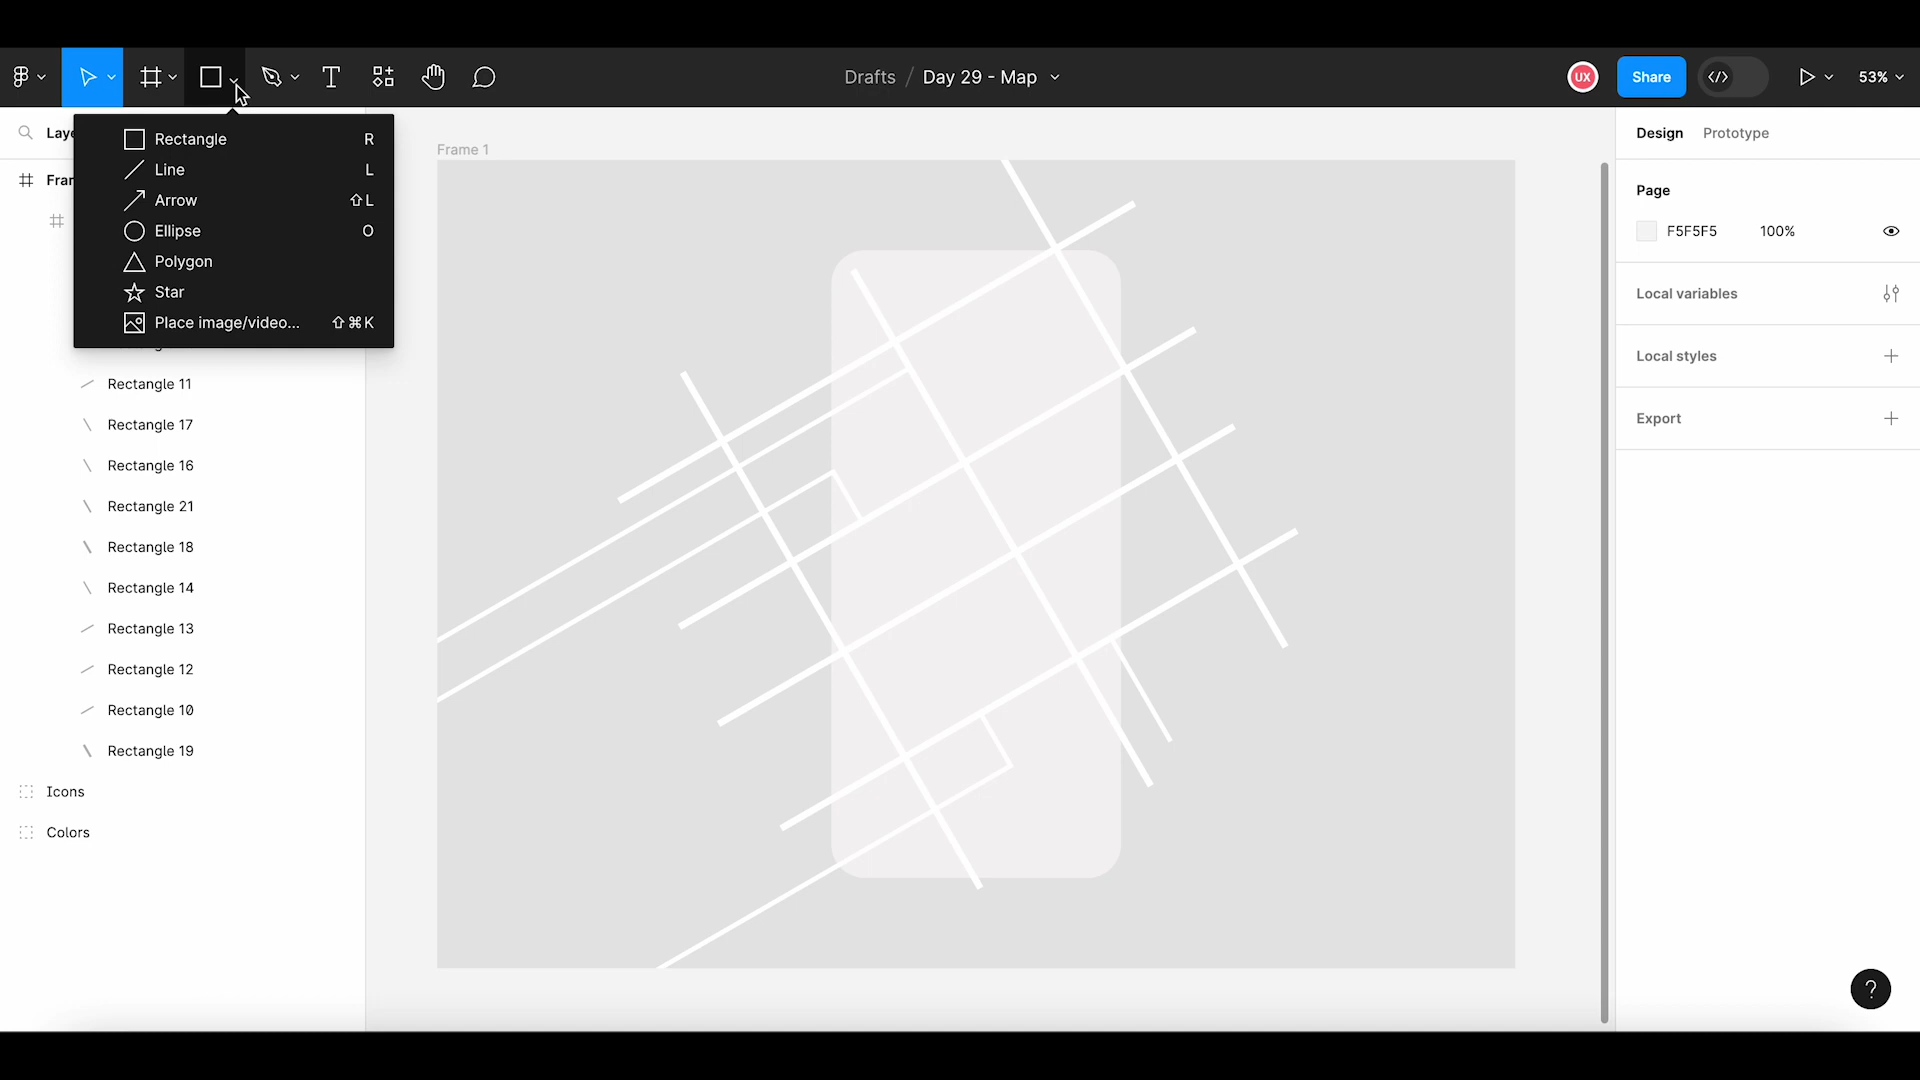 Drafts / Day 29 - Map
UX
Share
53%
Rectangle R
Line L
Arrow ⇧L
Ellipse O
Polygon
Star
Place image/video... ⇧⌘K
Rectangle 11
Rectangle 17
Rectangle 16
Rectangle 21
Rectangle 18
Rectangle 14
Rectangle 13
Rectangle 12
Rectangle 10
Rectangle 19
Icons
Colors
Frame 1
Design Prototype
Page
F5F5F5 100%
Local variables
Local styles
Export
?